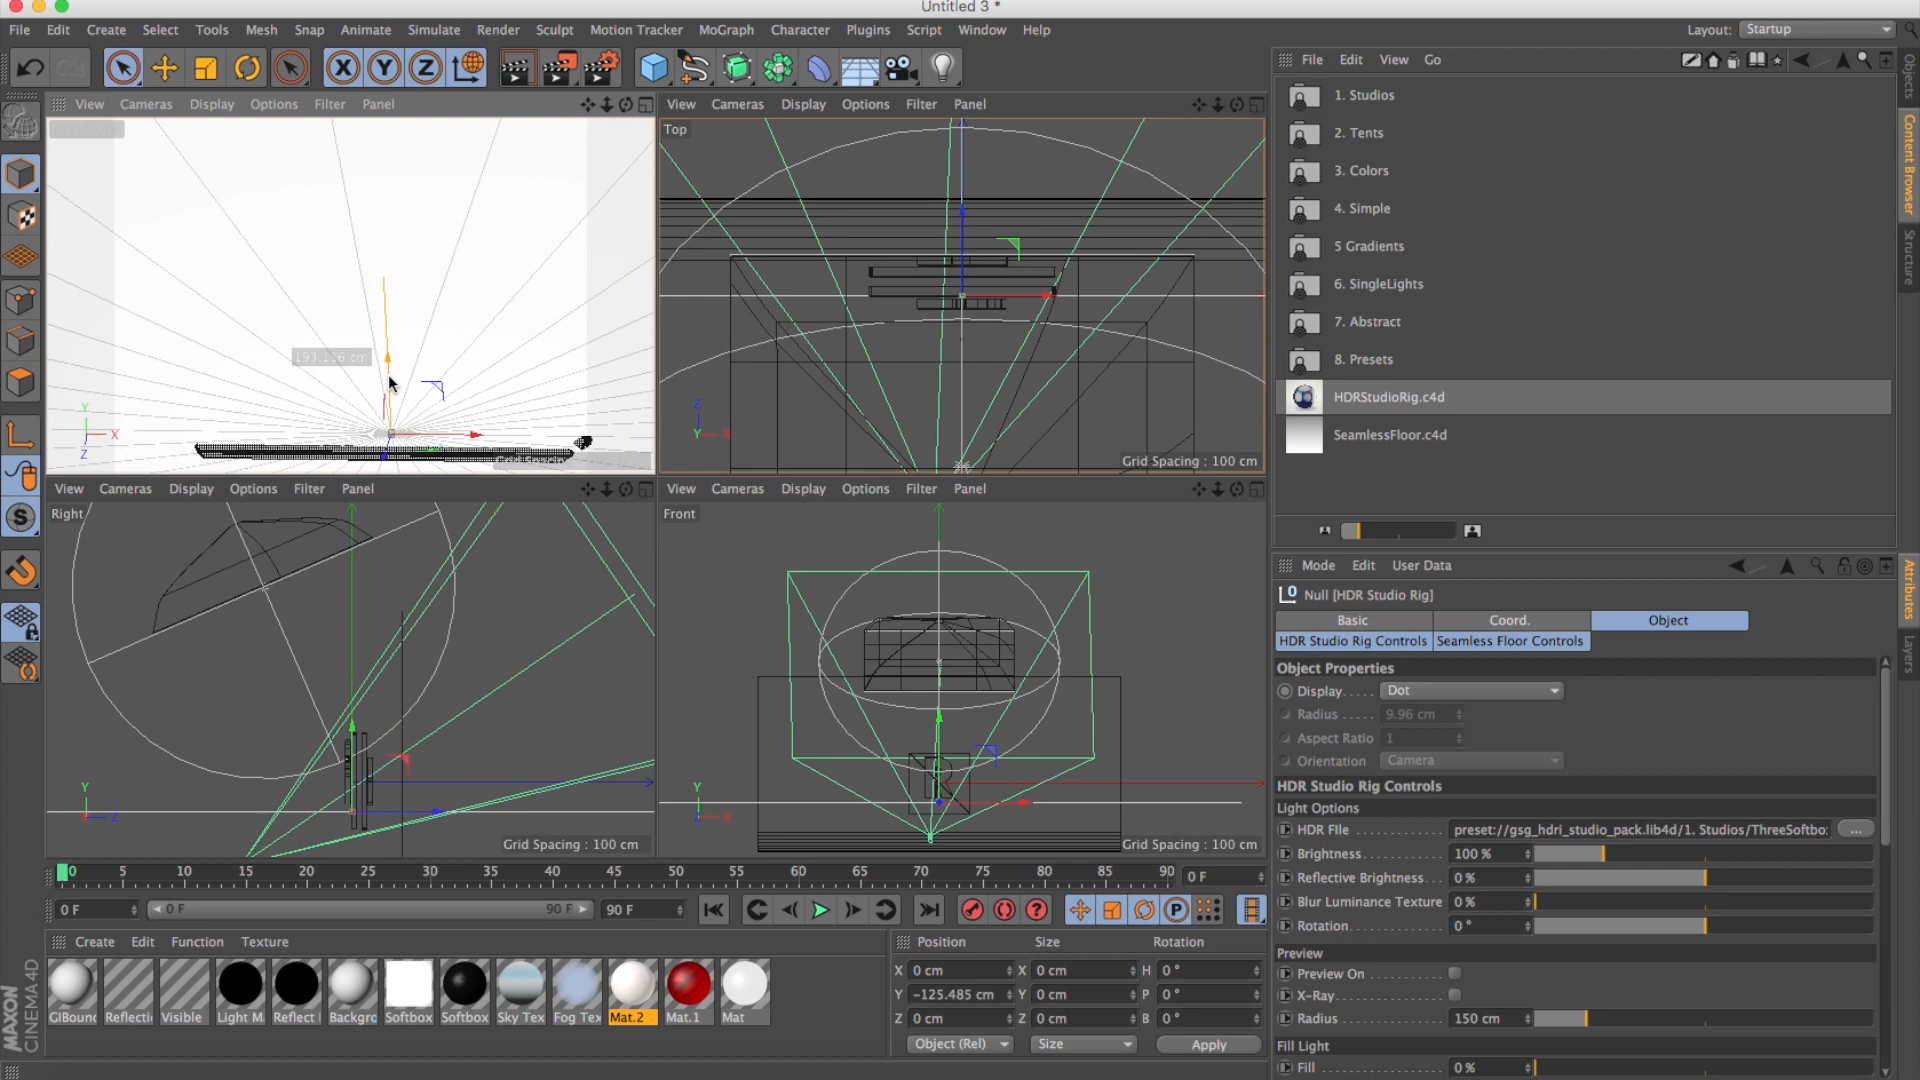 Untitled 3 *
File Edit Create Select Tools Mesh Snap Animate Simulate Render Sculpt Motion Tracker MoGraph Character Plugins Script Window Help
Layout: Startup
X Y Z
File Edit View Go
1. Studios
2. Tents
3. Colors
4. Simple
5 Gradients
6. SingleLights
7. Abstract
8. Presets
HDRStudioRig.c4d
SeamlessFloor.c4d
Objects
Content Browser
Structure
View Cameras Display Options Filter Panel
193.116 cm
Y X Z
View Cameras Display Options Filter Panel
Top
Z Y X
Grid Spacing : 100 cm
View Cameras Display Options Filter Panel
Right
Y Z
Grid Spacing : 100 cm
View Cameras Display Options Filter Panel
Front
Y X
Grid Spacing : 100 cm
Mode Edit User Data
Null [HDR Studio Rig]
Basic Coord. Object
HDR Studio Rig Controls Seamless Floor Controls
Object Properties
Display..... Dot
Radius ..... 9.96 cm
Aspect Ratio 1
Orientation Camera
HDR Studio Rig Controls
Light Options
HDR File preset://gsg_hdri_studio_pack.lib4d/1. Studios/ThreeSoftbo: ...
Brightness 100 %
Reflective Brightness... 0 %
Blur Luminance Texture 0 %
Rotation 0 °
Preview
Preview On
X-Ray
Radius 150 cm
Fill Light
Fill 0 %
Attributes
Layers
0 5 10 15 20 25 30 35 40 45 50 55 60 65 70 75 80 85 90 0 F
0 F 0 F 90 F 90 F
Create Edit Function Texture
GIBound Reflecti Visible Light M Reflect Backgro Softbox Softbox Sky Tex Fog Tex Mat.2 Mat.1 Mat
Position Size Rotation
X 0 cm X 0 cm H 0 °
Y -125.485 cm Y 0 cm P 0 °
Z 0 cm Z 0 cm B 0 °
Object (Rel) Size Apply
MAXON
CINEMA4D